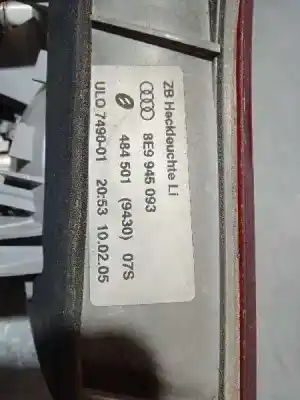 ZB Heckleuchte Li
8E9 945 093
484 501 (9430) 07S
ULO 7490-01 20:53 10.02.05